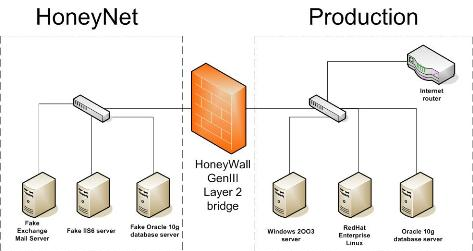 HoneyNet
Production
Internet
router
HoneyWall
GenIII
Layer 2
bridge
Fake
Exchange
Mail Server
Fake IIS6 server
Fake Oracle 10g
database server
Windows 2003
server
RedHat
Enterprise
Linux
Oracle 10g
database server